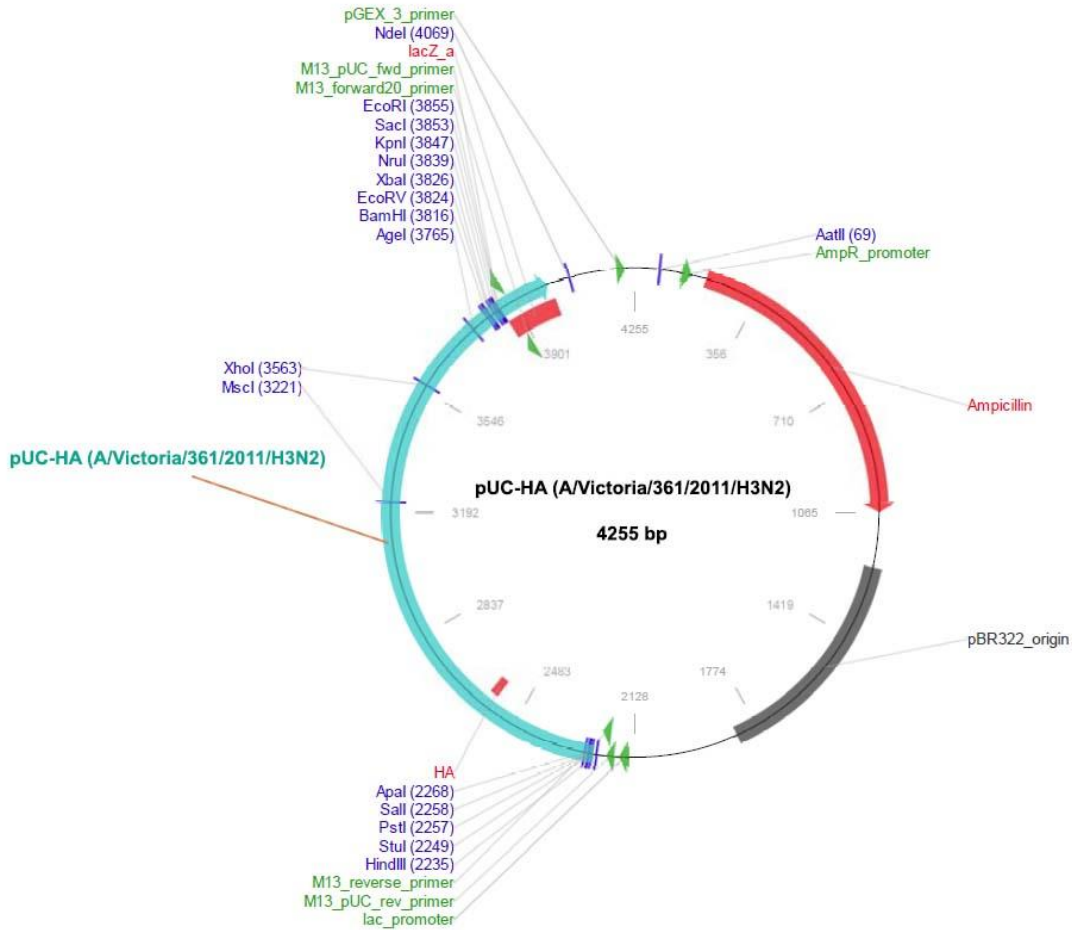 pGEX_3_primer
NdeI (4069)
lacZ_a
M13_pUC_fwd_primer
M13_forward20_primer
EcoRI (3855)
SacI (3853)
KpnI (3847)
NruI (3839)
XbaI (3826)
EcoRV (3824)
BamHI (3816)
AgeI (3765)
AatII (69)
AmpR_promoter
4255
3901
356
XhoI (3563)
MscI (3221)
3546
710
Ampicillin
pUC-HA (A/Victoria/361/2011/H3N2)
pUC-HA (A/Victoria/361/2011/H3N2)
3192
1065
4255 bp
2837
1419
pBR322_origin
2483
1774
2128
HA
ApaI (2268)
SalI (2258)
PstI (2257)
StuI (2249)
HindIII (2235)
M13_reverse_primer
M13_pUC_rev_primer
lac_promoter